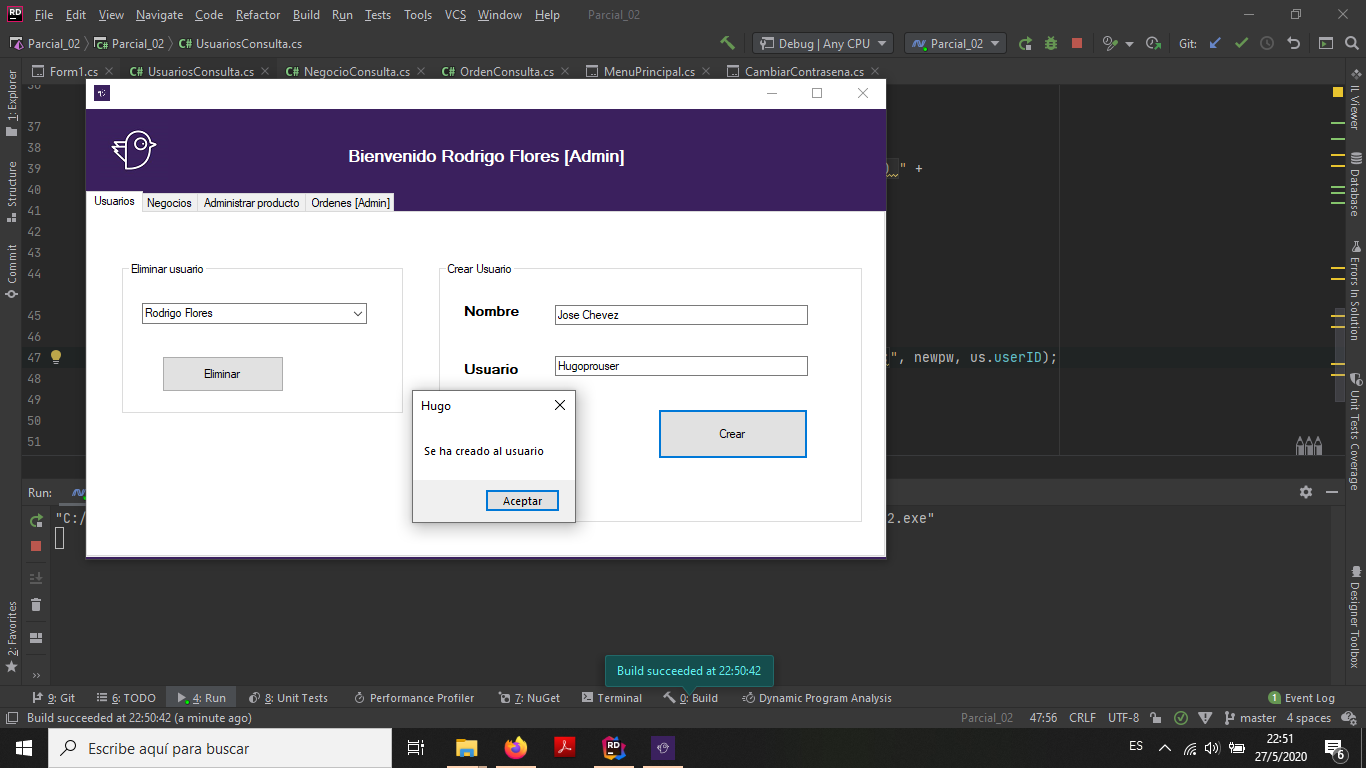 File Edit View Navigate Code Refactor Build Run Tests Tools VCS Window Help Parcial_02
Parcial_02 Parcial_02 C# UsuariosConsulta.cs Debug | Any CPU Parcial_02 Git:
Form1.cs C# UsuariosConsulta.cs C# NegocioConsulta.cs C# OrdenConsulta.cs MenuPrincipal.cs CambiarContrasena.cs
1: Explorer
Structure
Commit
2: Favorites
36
37
38
39
40
41
42
43
44
45
46
47
48
49
50
51
" +
", newpw, us.userID);
Bienvenido Rodrigo Flores [Admin]
Usuarios Negocios Administrar producto Ordenes [Admin]
Eliminar usuario
Rodrigo Flores
Eliminar
Crear Usuario
Nombre Jose Chevez
Usuario Hugoprouser
Crear
Hugo
Se ha creado al usuario
Aceptar
IL Viewer
Database
Errors In Solution
Unit Tests Coverage
Designer Toolbox
Run:
"C:/
2.exe"
Build succeeded at 22:50:42
9: Git 6: TODO 4: Run 8: Unit Tests Performance Profiler 7: NuGet Terminal 0: Build Dynamic Program Analysis 1 Event Log
Build succeeded at 22:50:42 (a minute ago) Parcial_02 47:56 CRLF UTF-8 master 4 spaces
Escribe aquí para buscar
RD
ES
22:51
27/5/2020
6